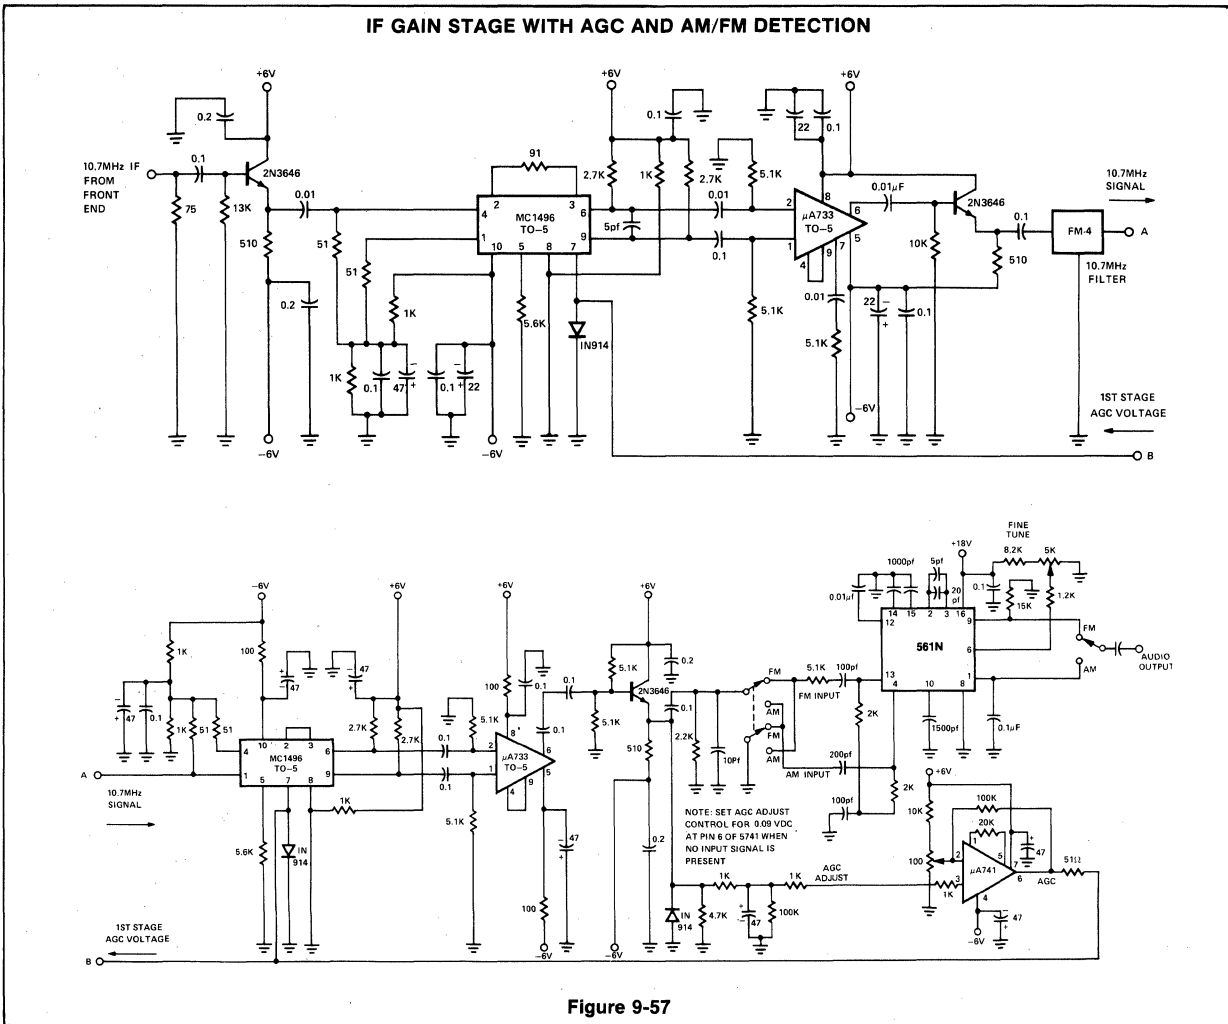 IF GAIN STAGE WITH AGC AND AM/FM DETECTION
+6V
+6V
+6V
0.2
0.1
22
0.1
10.7MHz IF
FROM
FRONT
END
0.1
2N3646
91
2.7K
1K
2.7K
5.1K
0.01µF
2N3646
10.7MHz
SIGNAL
75
13K
0.01
51
2
3
4
MC1496
TO-5
6
1
9
10
5
8
7
5pf
0.01
0.1
2
µA733
TO-5
8
6
1
5
7
4
9
10K
0.1
FM-4
A
510
10.7MHz
FILTER
510
51
1K
0.2
5.6K
IN914
5.1K
0.01
5.1K
22
-
+
0.1
1K
0.1
47
-
+
0.1
-
+
22
-6V
-6V
-6V
1ST STAGE
AGC VOLTAGE
B
FINE
TUNE
+18V
8.2K
5K
-6V
+6V
+6V
+6V
1000pf
5pf
20
pf
0.01µf
0.1
15K
1.2K
1K
100
47
+
-
47
-
+
5.1K
0.2
14
15
2
3
16
12
9
561N
6
13
4
1
10
8
FM
AM
AUDIO
OUTPUT
-
+
47
0.1
1K
51
51
2.7K
2.7K
5.1K
100
0.1
0.1
2N3646
0.1
FM
5.1K
100pf
FM INPUT
AM
FM
AM
10
2
3
4
MC1496
TO-5
6
1
9
5
7
8
0.1
0.1
2
µA733
TO-5
8
6
1
5
4
9
0.1
5.1K
510
2.2K
10Pf
2K
1500pf
0.1µF
A
10.7MHz
SIGNAL
1K
5.1K
200pf
AM INPUT
2K
100pf
+6V
10K
100K
20K
5.6K
IN
914
47
-
+
0.2
NOTE: SET AGC ADJUST
CONTROL FOR 0.09 VDC
AT PIN 6 OF 5741 WHEN
NO INPUT SIGNAL IS
PRESENT
100
2
1
5
7
µA741
3
6
4
+
-
47
51Ω
AGC
AGC
ADJUST
1K
1K
1K
100
IN
914
4.7K
+
-
47
100K
-
+
47
-6V
-6V
-6V
1ST STAGE
AGC VOLTAGE
B
Figure 9-57